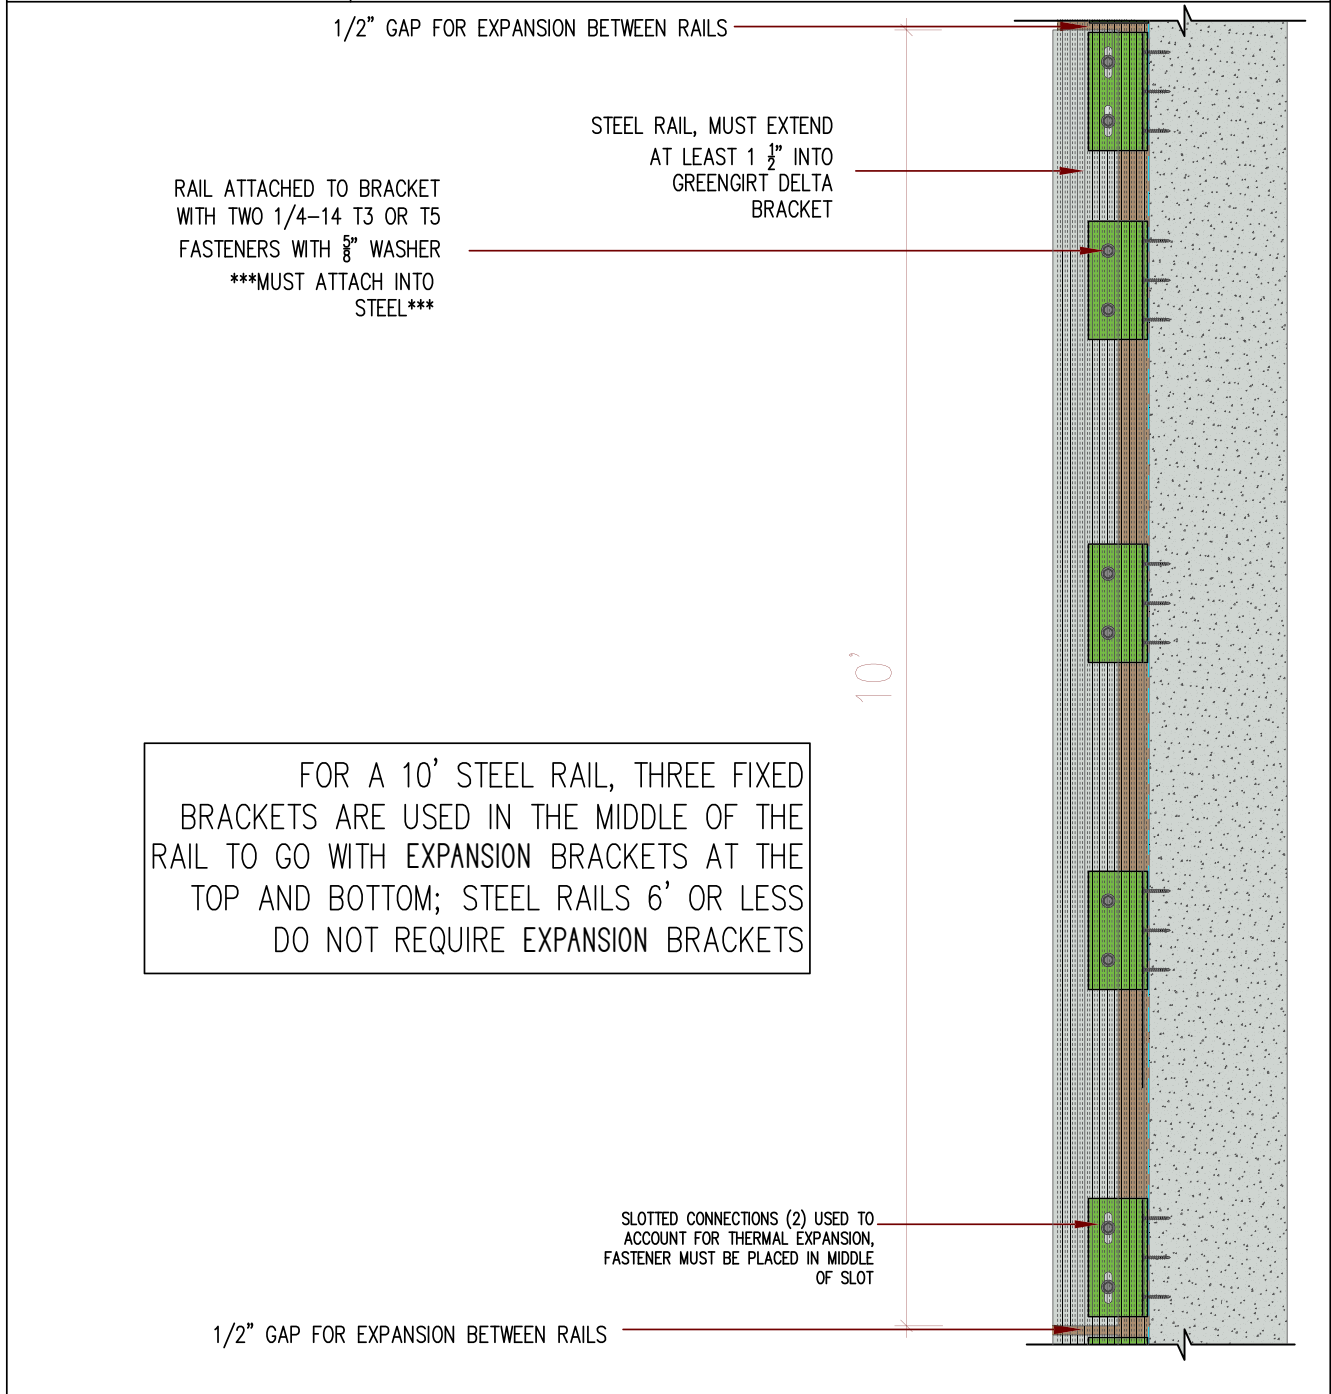 1/2" GAP FOR EXPANSION BETWEEN RAILS
STEEL RAIL, MUST EXTEND
AT LEAST 1 1/2" INTO
GREENGIRT DELTA
BRACKET
RAIL ATTACHED TO BRACKET
WITH TWO 1/4-14 T3 OR T5
FASTENERS WITH 5/8" WASHER
***MUST ATTACH INTO
STEEL***
10'
FOR A 10' STEEL RAIL, THREE FIXED
BRACKETS ARE USED IN THE MIDDLE OF THE
RAIL TO GO WITH EXPANSION BRACKETS AT THE
TOP AND BOTTOM; STEEL RAILS 6' OR LESS
DO NOT REQUIRE EXPANSION BRACKETS
SLOTTED CONNECTIONS (2) USED TO
ACCOUNT FOR THERMAL EXPANSION,
FASTENER MUST BE PLACED IN MIDDLE
OF SLOT
1/2" GAP FOR EXPANSION BETWEEN RAILS